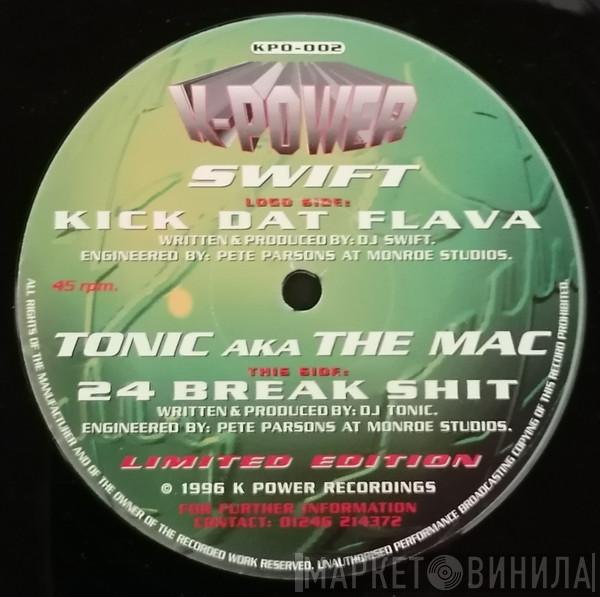 KPO-002
K-POWER
SWIFT
LOGO SIDE:
KICK DAT FLAVA
WRITTEN & PRODUCED BY: DJ SWIFT.
ENGINEERED BY: PETE PARSONS AT MONROE STUDIOS.
45 rpm.
TONIC AKA THE MAC
THIS SIDE:
24 BREAK SHIT
WRITTEN & PRODUCED BY: DJ TONIC.
ENGINEERED BY: PETE PARSONS AT MONROE STUDIOS.
LIMITED EDITION
© 1996 K POWER RECORDINGS
FOR FURTHER INFORMATION
CONTACT: 01246 214372
ALL RIGHTS OF THE MANUFACTURER AND OF THE OWNER OF THE RECORDED WORK RESERVED. UNAUTHORISED PERFORMANCE BROADCASTING COPYING OF THIS RECORD PROHIBITED.
МАРКЕТ ВИНИЛА